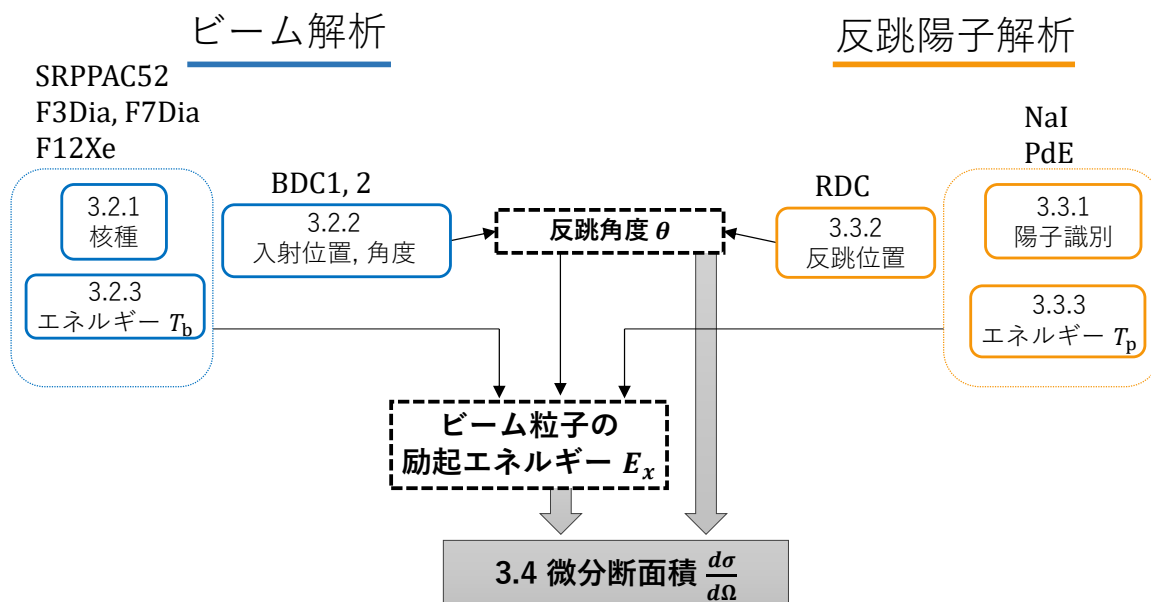 ビーム解析
反跳陽子解析
SRPPAC52
F3Dia, F7Dia
F12Xe
3.2.1
核種
3.2.3
エネルギー T_b
BDC1, 2
3.2.2
入射位置, 角度
反跳角度 θ
RDC
3.3.2
反跳位置
NaI
PdE
3.3.1
陽子識別
3.3.3
エネルギー T_p
ビーム粒子の
励起エネルギー E_x
3.4 微分断面積 dσ/dΩ